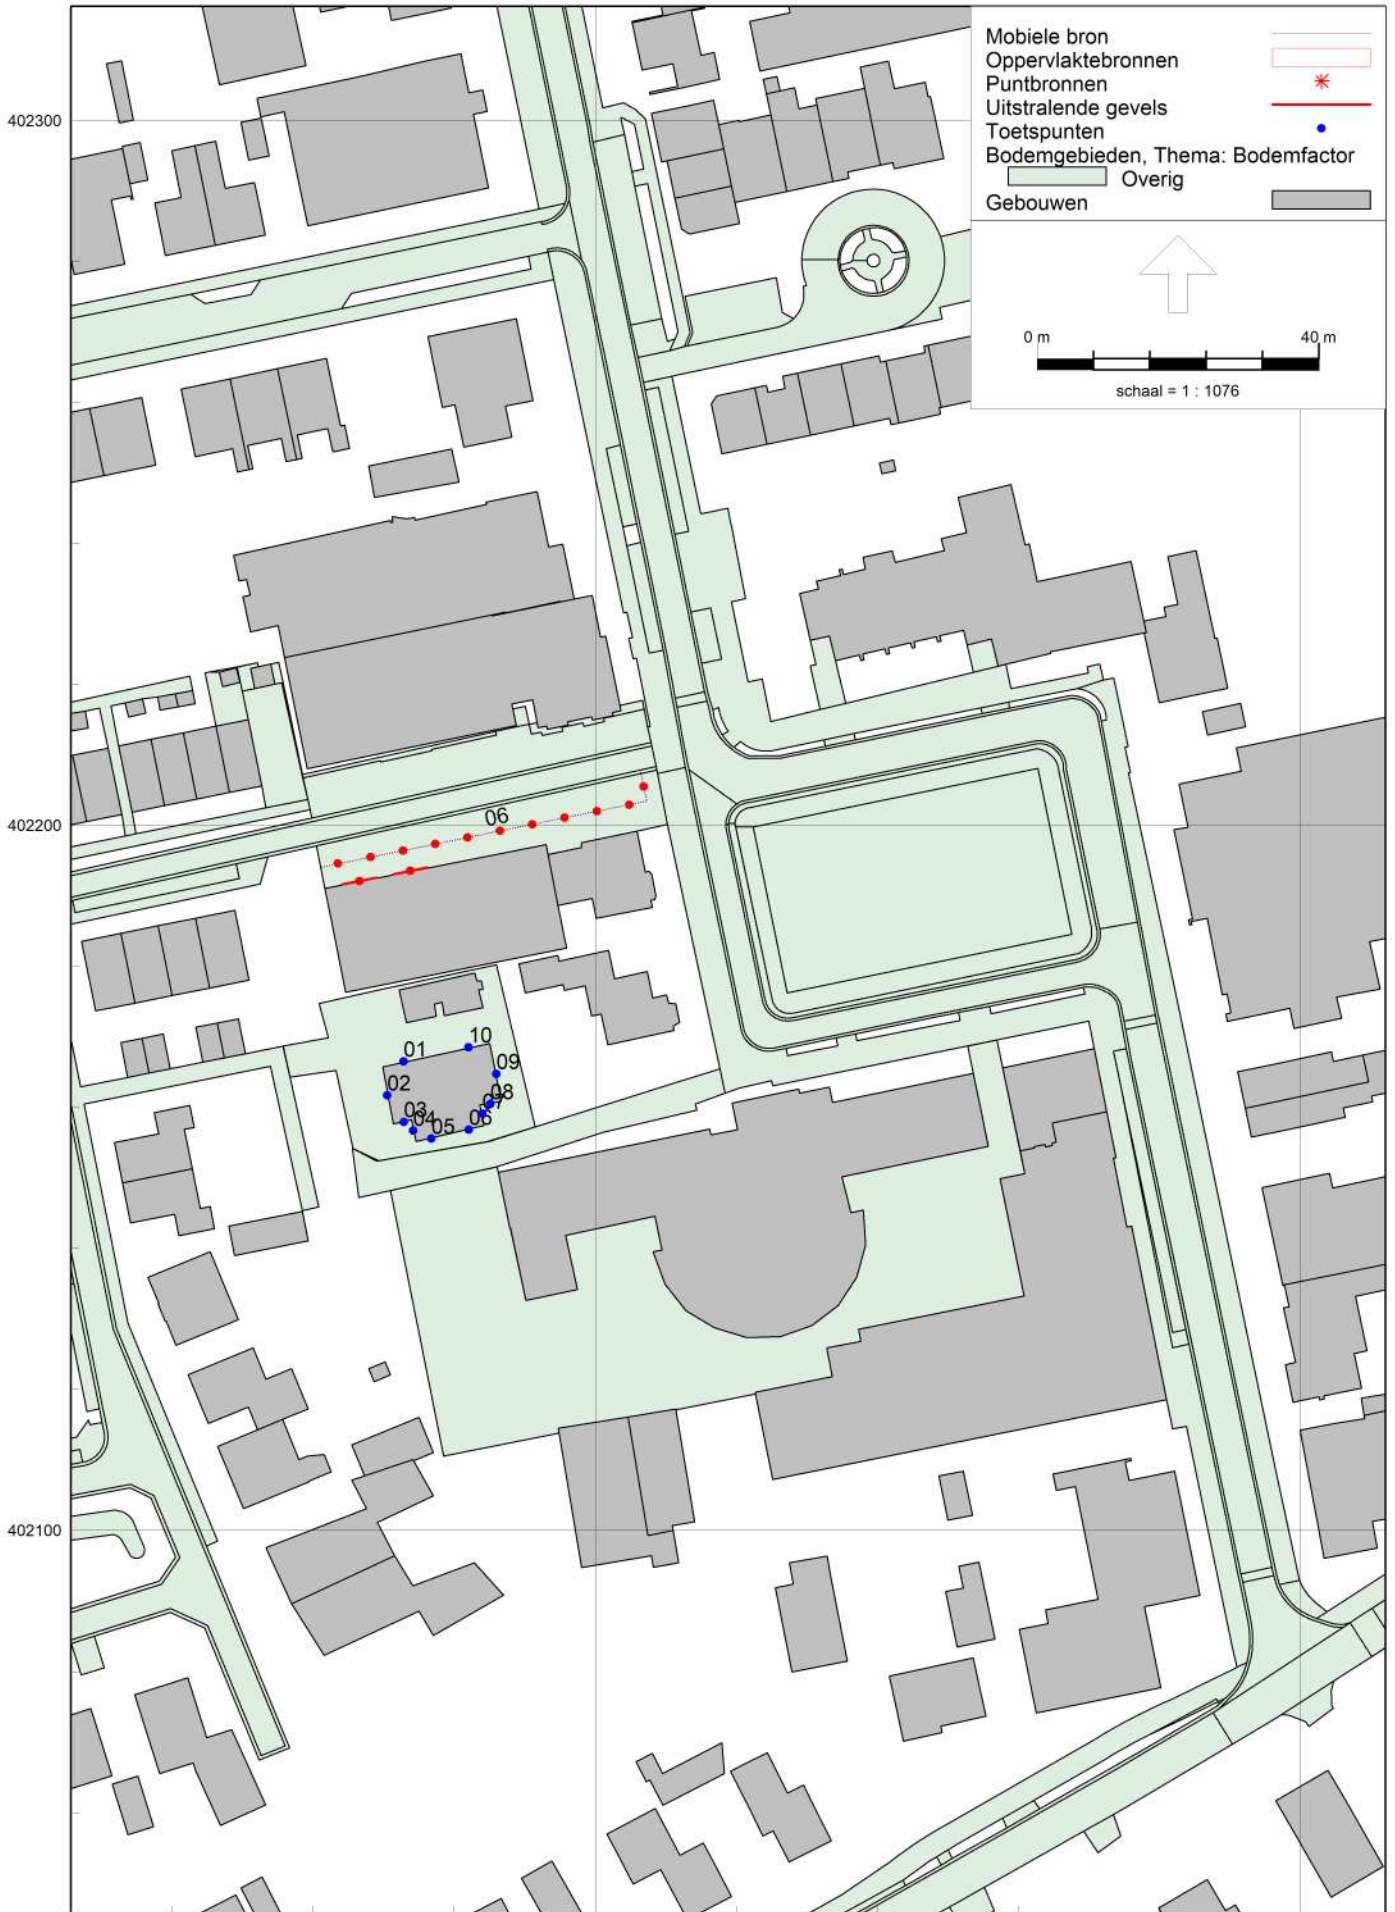 Mobiele bron
Oppervlaktebronnen
Puntbronnen
Uitstralende gevels
Toetspunten
Bodemgebieden, Thema: Bodemfactor
Overig
Gebouwen
0 m 40 m
schaal = 1 : 1076
402300
402200
06
10
01
09
02
08
07
03
04
06
05
402100